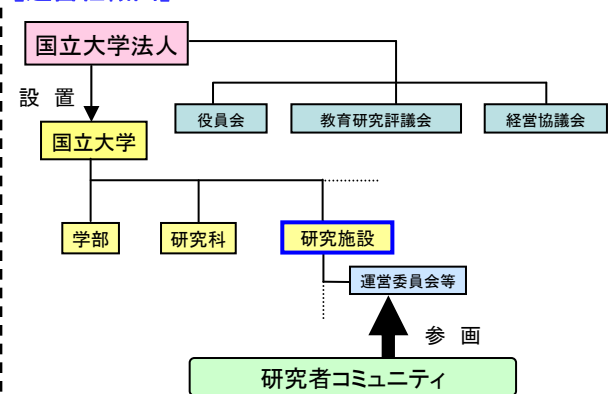 国立大学法人
設 置
役員会
教育研究評議会
経営協議会
国立大学
学部
研究科
研究施設
運営委員会等
参 画
研究者コミュニティ